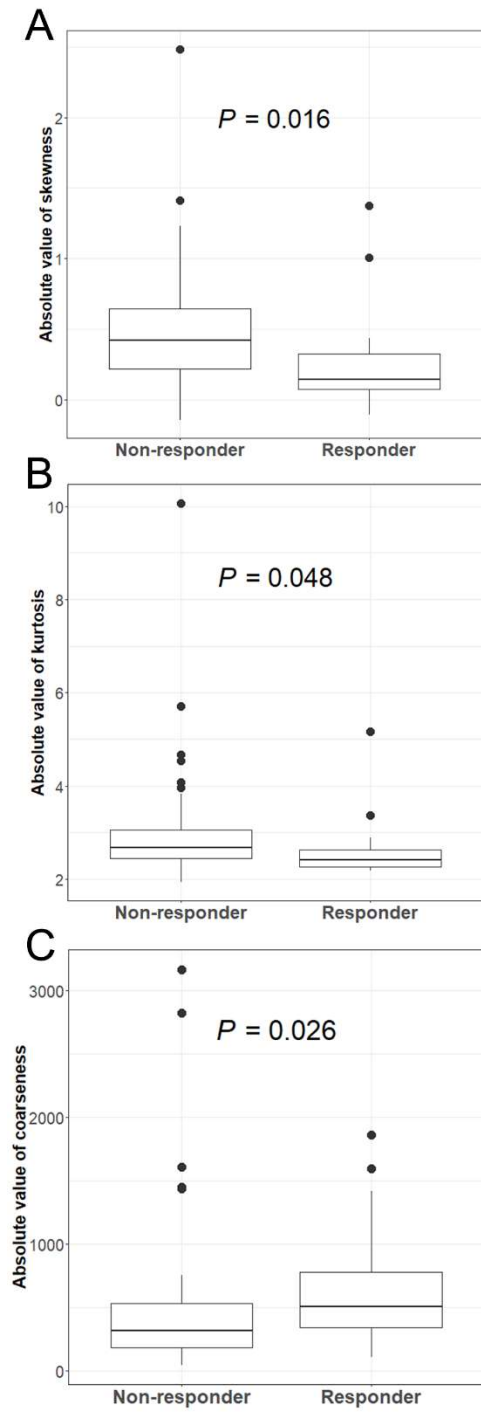 A
Absolute value of skewness
2
1
0
P = 0.016
Non-responder Responder
B
Absolute value of kurtosis
10
8
6
4
2
P = 0.048
Non-responder Responder
C
Absolute value of coarseness
3000
2000
1000
0
P = 0.026
Non-responder Responder